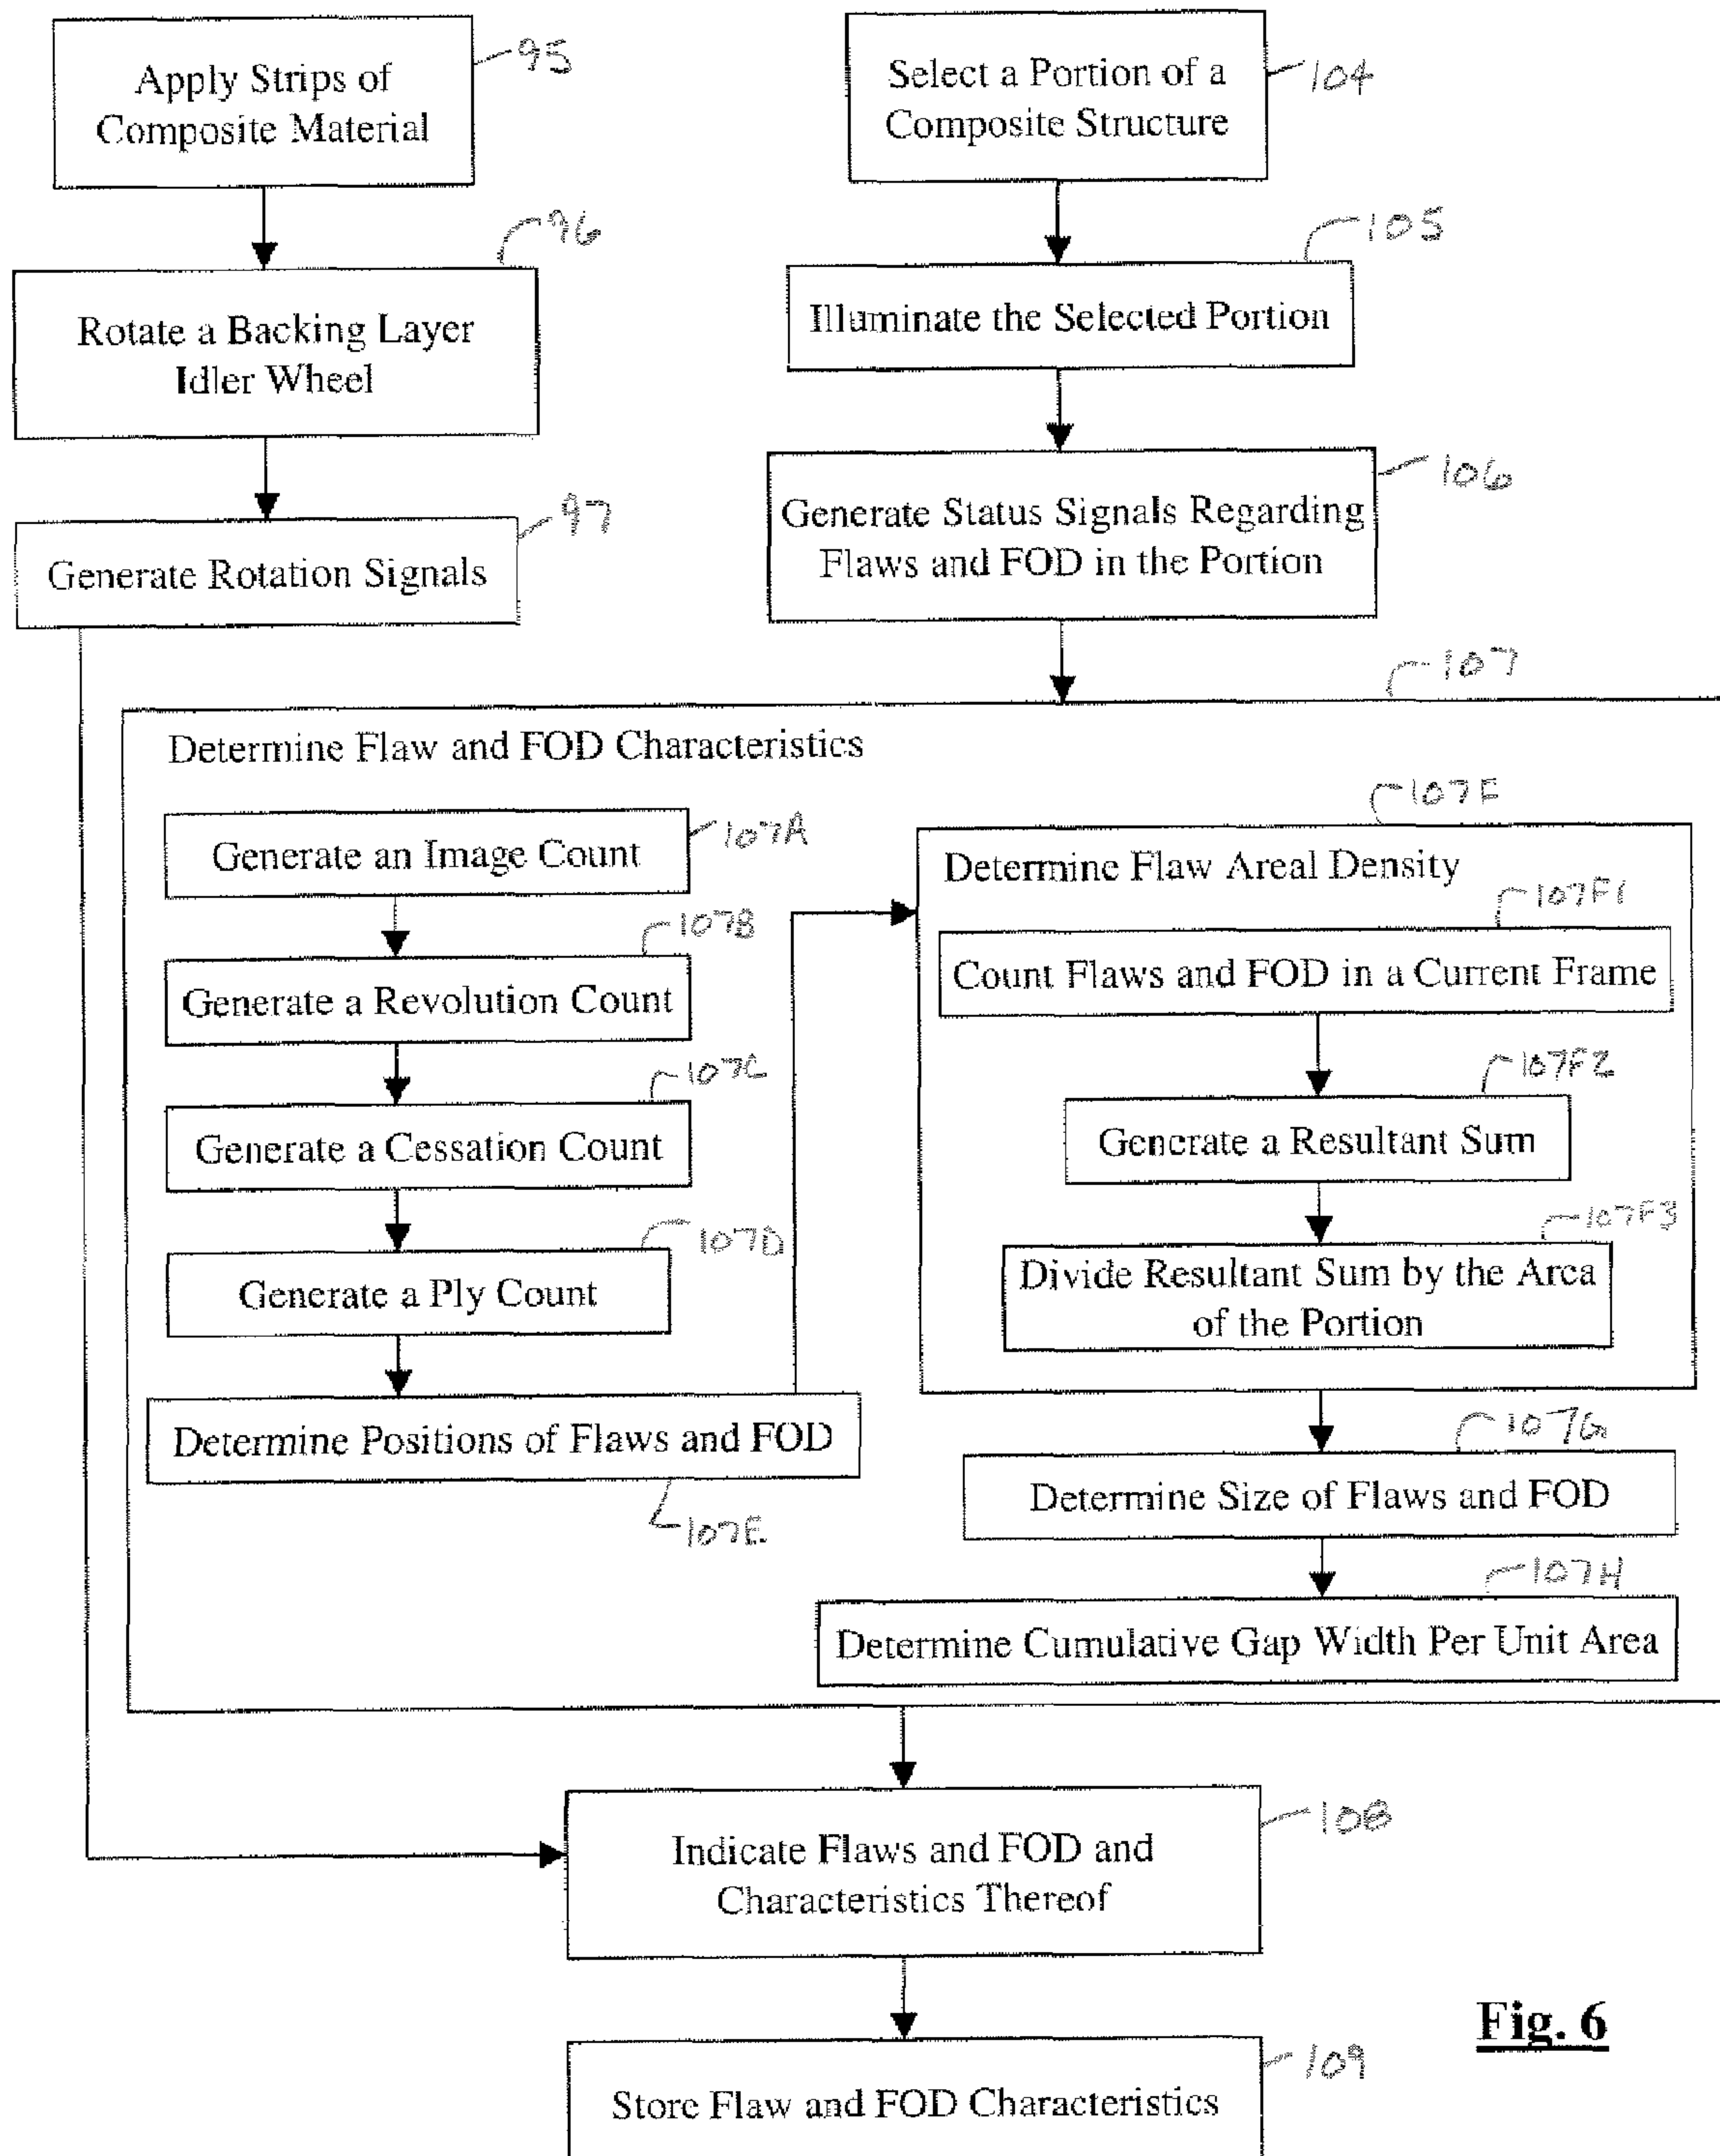 Apply Strips of
Composite Material
95
Rotate a Backing Layer
Idler Wheel
96
Generate Rotation Signals
97
Select a Portion of a
Composite Structure
104
Illuminate the Selected Portion
105
Generate Status Signals Regarding
Flaws and FOD in the Portion
106
107
Determine Flaw and FOD Characteristics
Generate an Image Count
107A
Generate a Revolution Count
107B
Generate a Cessation Count
107C
Generate a Ply Count
107D
Determine Positions of Flaws and FOD
107E
107F
Determine Flaw Areal Density
107F1
Count Flaws and FOD in a Current Frame
107F2
Generate a Resultant Sum
107F3
Divide Resultant Sum by the Area
of the Portion
107G
Determine Size of Flaws and FOD
107H
Determine Cumulative Gap Width Per Unit Area
Indicate Flaws and FOD and
Characteristics Thereof
108
Store Flaw and FOD Characteristics
109
Fig. 6